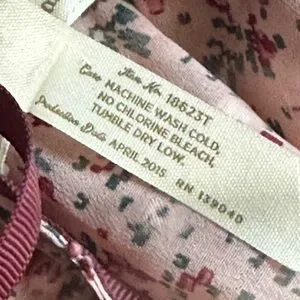 Item No. 18623T
Care MACHINE WASH COLD,
NO CHLORINE BLEACH,
TUMBLE DRY LOW.
Production Date APRIL 2015 RN 139040